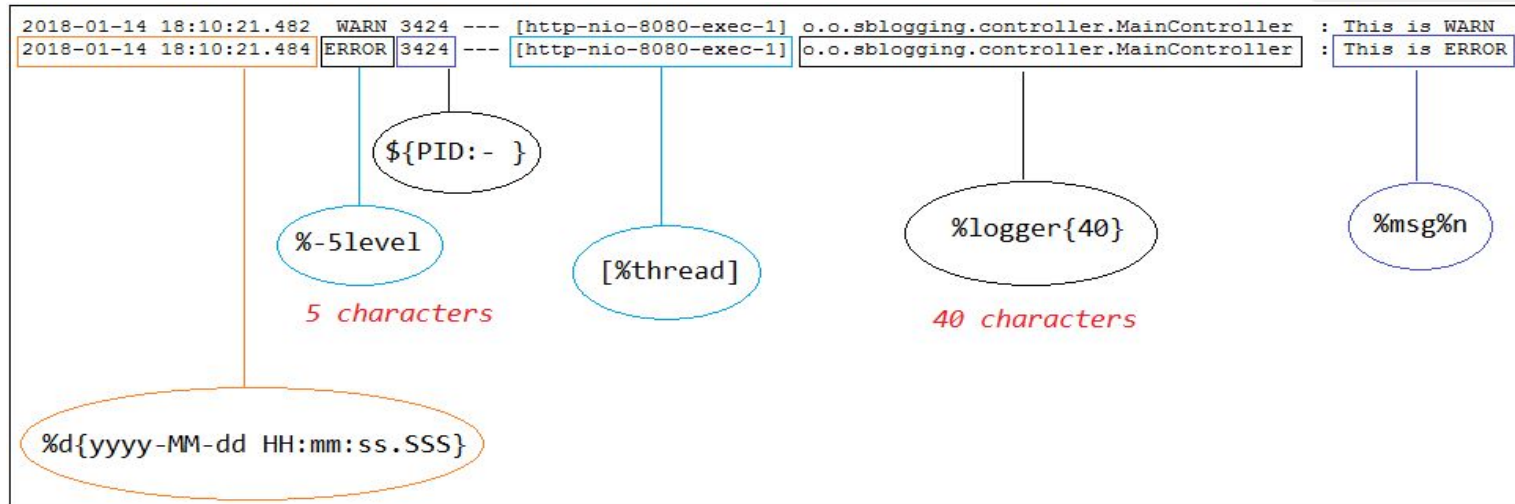 2018-01-14 18:10:21.482  WARN 3424 --- [http-nio-8080-exec-1] o.o.sblogging.controller.MainController  : This is WARN
2018-01-14 18:10:21.484 ERROR 3424 --- [http-nio-8080-exec-1] o.o.sblogging.controller.MainController  : This is ERROR
${PID:- }
%-5level
[%thread]
%logger{40}
%msg%n
5 characters
40 characters
%d{yyyy-MM-dd HH:mm:ss.SSS}